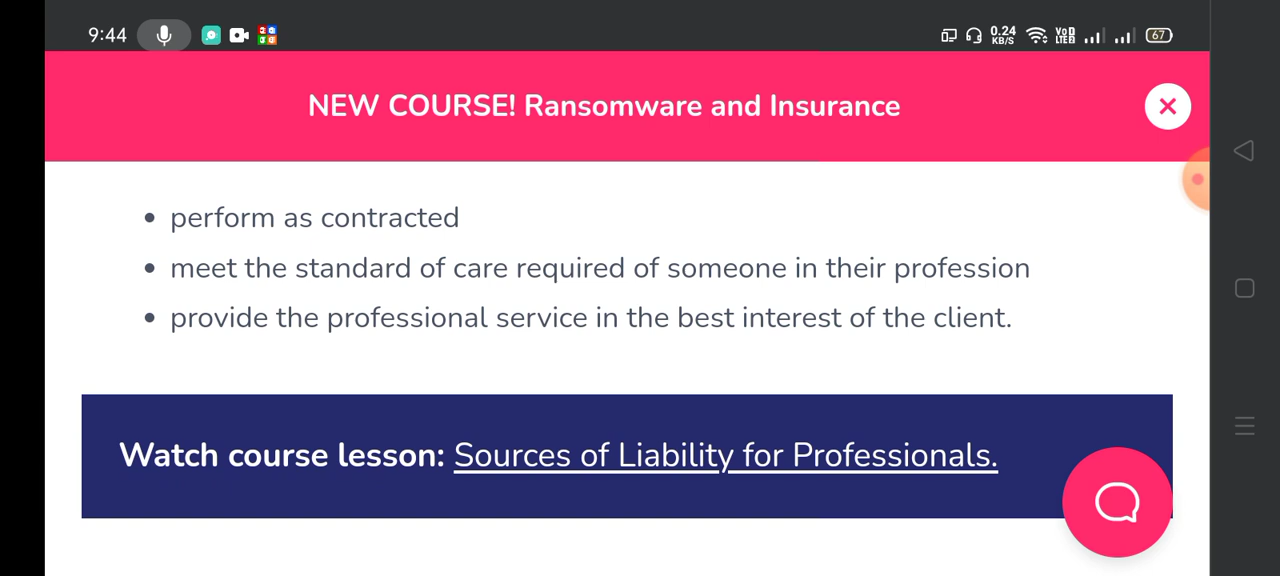 9:44
0.24
KB/S
VoD
LTE2
67
NEW COURSE! Ransomware and Insurance
• perform as contracted
• meet the standard of care required of someone in their profession
• provide the professional service in the best interest of the client.
Watch course lesson: Sources of Liability for Professionals.